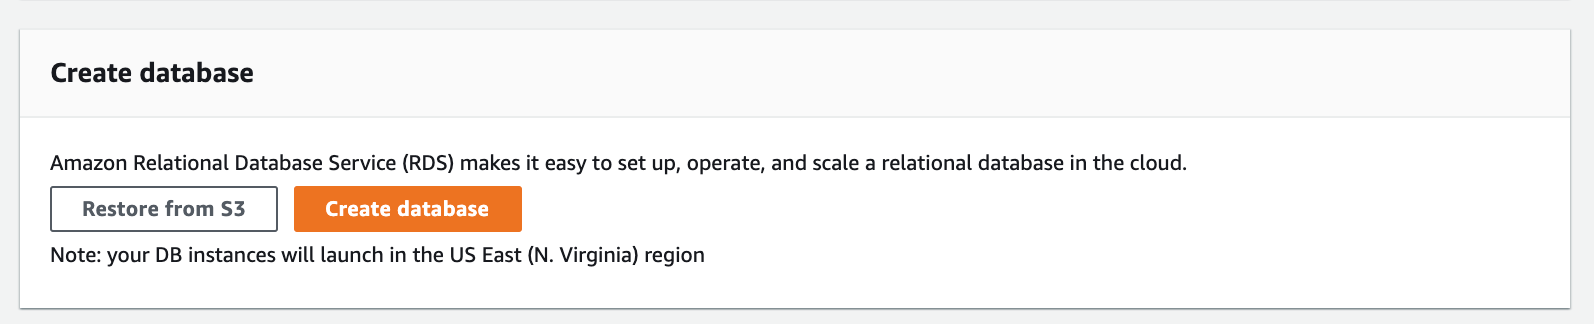 Create database
Amazon Relational Database Service (RDS) makes it easy to set up, operate, and scale a relational database in the cloud.
Restore from S3 Create database
Note: your DB instances will launch in the US East (N. Virginia) region